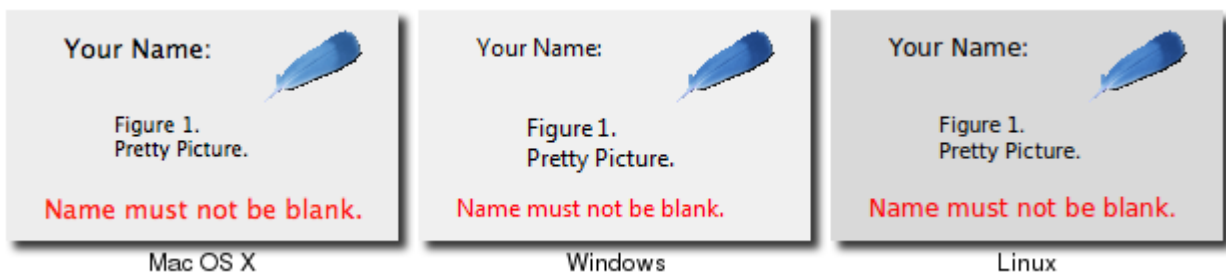 Your Name:
Figure 1.
Pretty Picture.
Name must not be blank.
Mac OS X
Your Name:
Figure 1.
Pretty Picture.
Name must not be blank.
Windows
Your Name:
Figure 1.
Pretty Picture.
Name must not be blank.
Linux